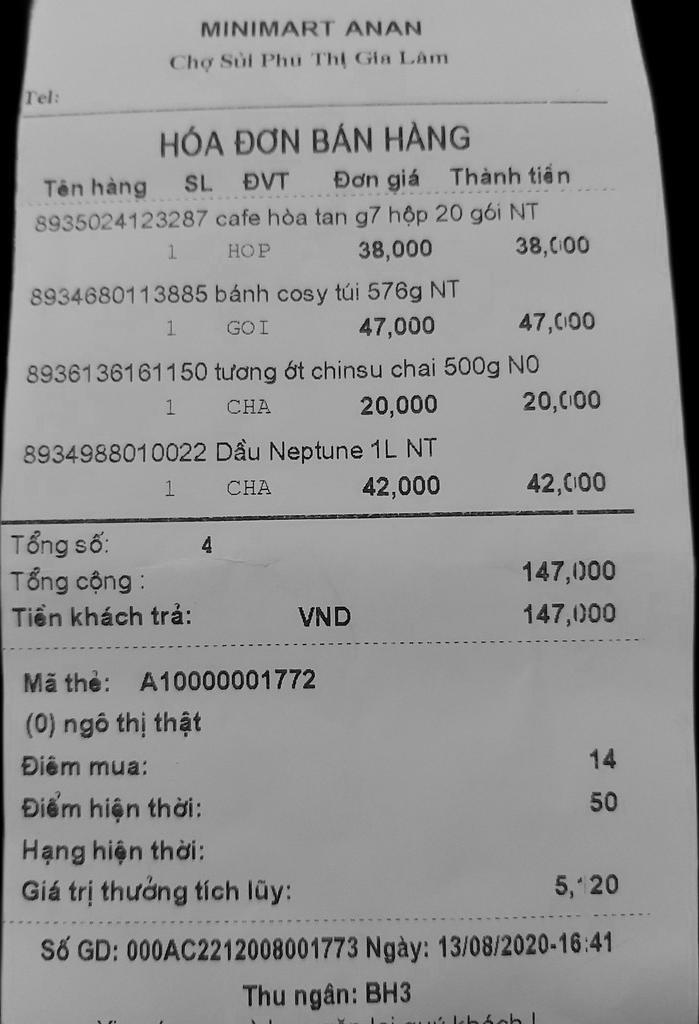 MINIMART ANAN
Chợ Sủi Phu Thị Gia Lâm
Tel:
HÓA ĐƠN BÁN HÀNG
Tên hàng SL ĐVT Đơn giá Thành tiền
8935024123287 cafe hòa tan g7 hộp 20 gói NT
1 HOP 38,000 38,000
8934680113885 bánh cosy túi 576g NT
1 GOI 47,000 47,000
8936136161150 tương ớt chinsu chai 500g N0
1 CHA 20,000 20,000
8934988010022 Dầu Neptune 1L NT
1 CHA 42,000 42,000
Tổng số: 4
Tổng cộng : 147,000
Tiền khách trả: VND 147,000
Mã thẻ: A10000001772
(0) ngô thị thật
Điểm mua: 14
Điểm hiện thời: 50
Hạng hiện thời:
Giá trị thưởng tích lũy:
Số GD: 000AC2212008001773 Ngày: 13/08/2020-16:41
Thu ngân: BH3